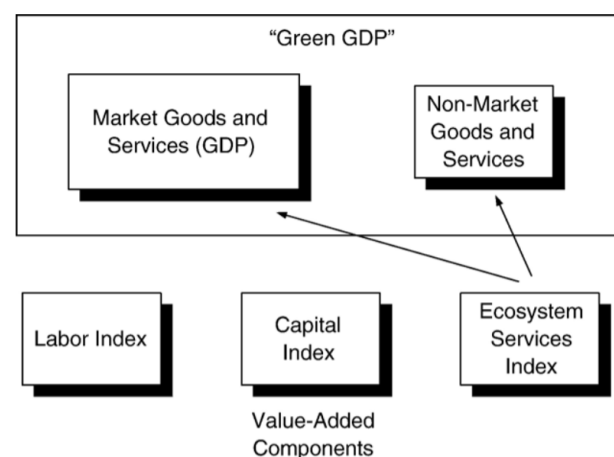 “Green GDP”
Market Goods and
Services (GDP)
Non-Market
Goods and
Services
Labor Index
Capital
Index
Ecosystem
Services
Index
Value-Added
Components